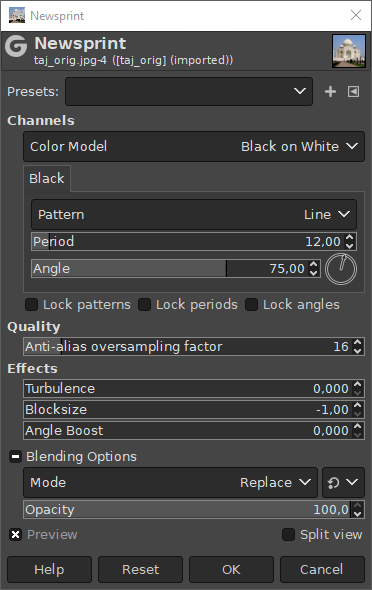 Newsprint
Newsprint
taj_orig.jpg-4 ([taj_orig] (imported))
Presets:
Channels
Color Model Black on White
Black
Pattern Line
Period 12,00
Angle 75,00
Lock patterns Lock periods Lock angles
Quality
Anti-alias oversampling factor 16
Effects
Turbulence 0,000
Blocksize -1,00
Angle Boost 0,000
Blending Options
Mode Replace
Opacity 100,0
Preview Split view
Help Reset OK Cancel